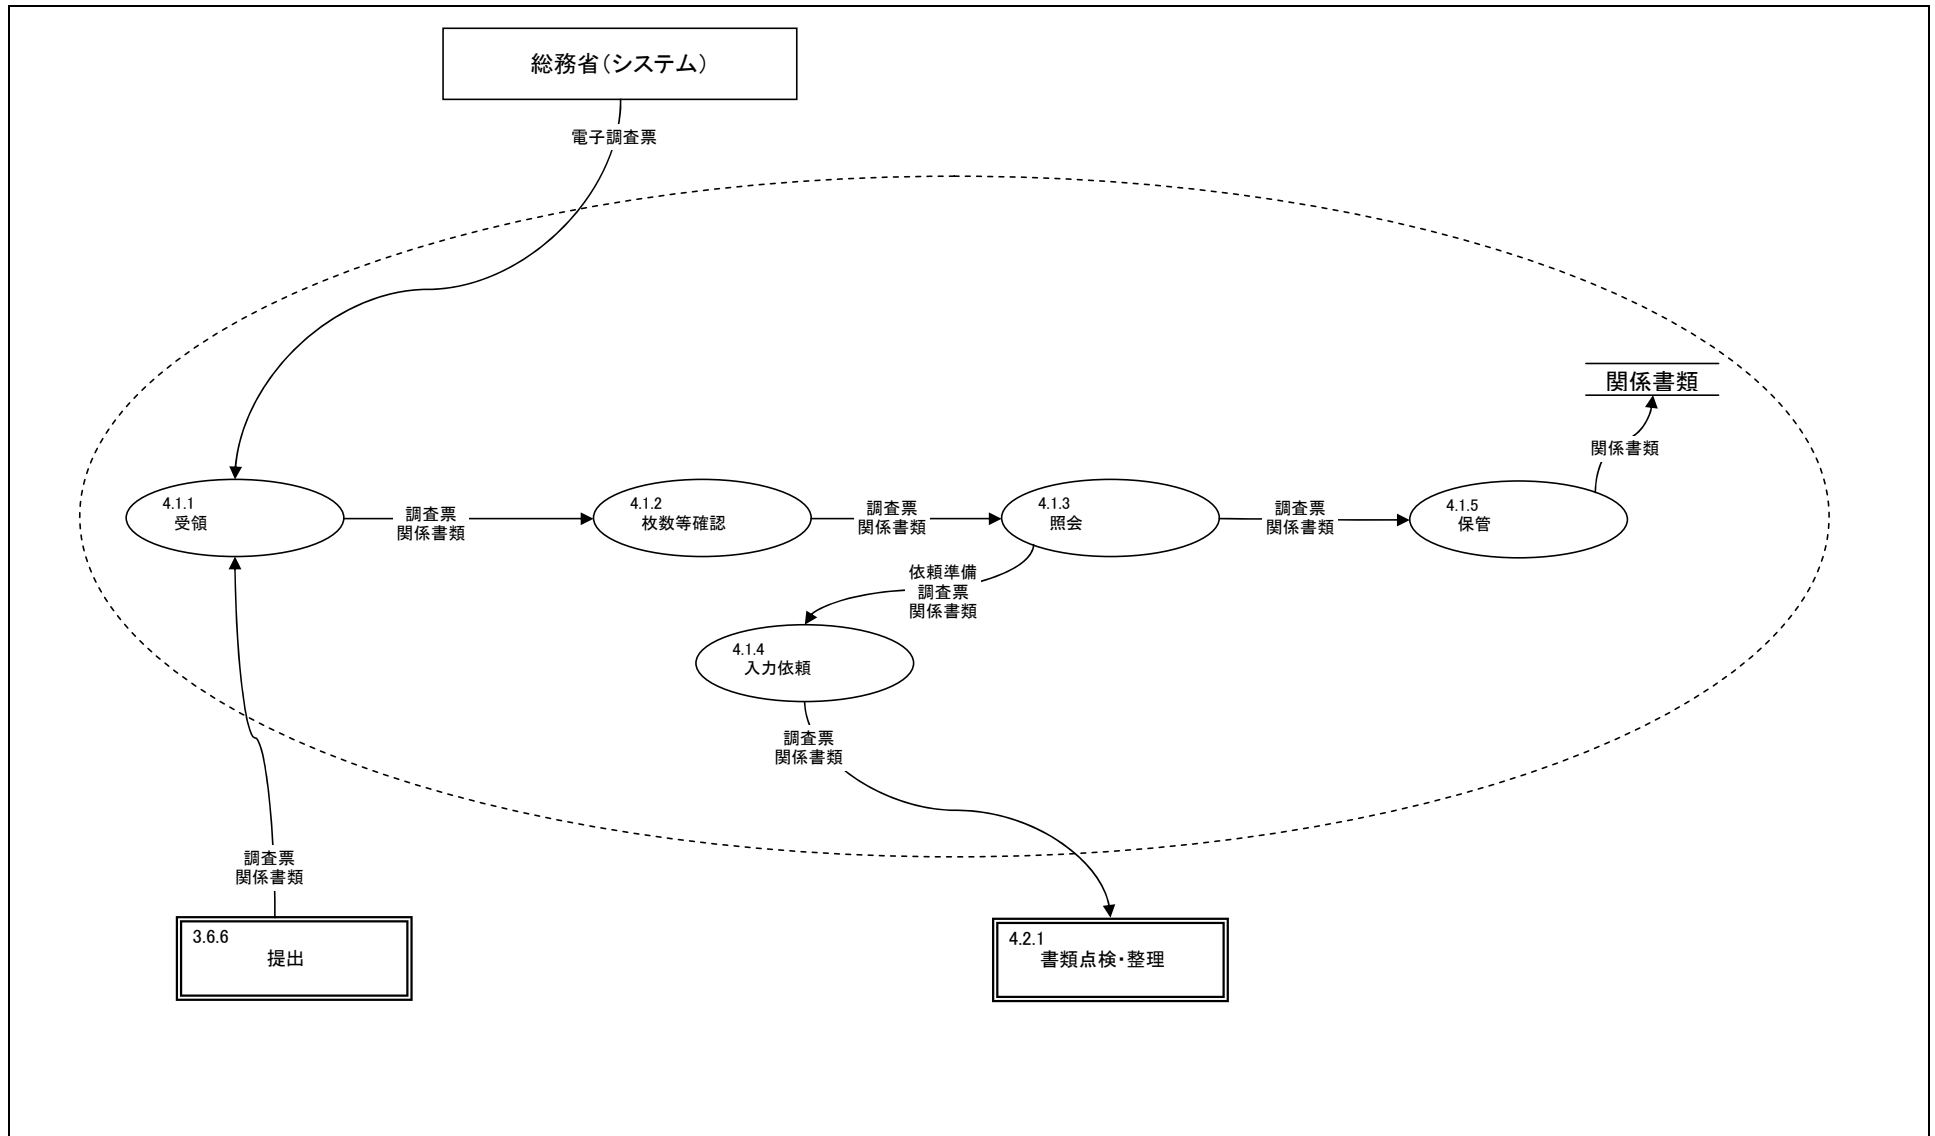 総務省（システム）
電子調査票
関係書類
関係書類
4.1.1
受領
調査票
関係書類
4.1.2
枚数等確認
調査票
関係書類
4.1.3
照会
調査票
関係書類
4.1.5
保管
依頼準備
調査票
関係書類
4.1.4
入力依頼
調査票
関係書類
調査票
関係書類
3.6.6
提出
4.2.1
書類点検・整理